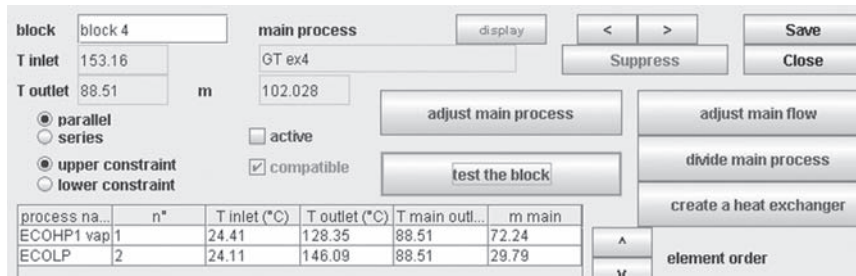 block block 4 main process display < > Save
T inlet 153.16 GT ex4 Suppress Close
T outlet 88.51 m 102.028
parallel adjust main process adjust main flow
series active
upper constraint compatible test the block divide main process
lower constraint
create a heat exchanger
process na... n° T inlet (°C) T outlet (°C) T main outl... m main
ECOHP1 vap 1 24.41 128.35 88.51 72.24 ^
ECOLP 2 24.11 146.09 88.51 29.79 element order
v